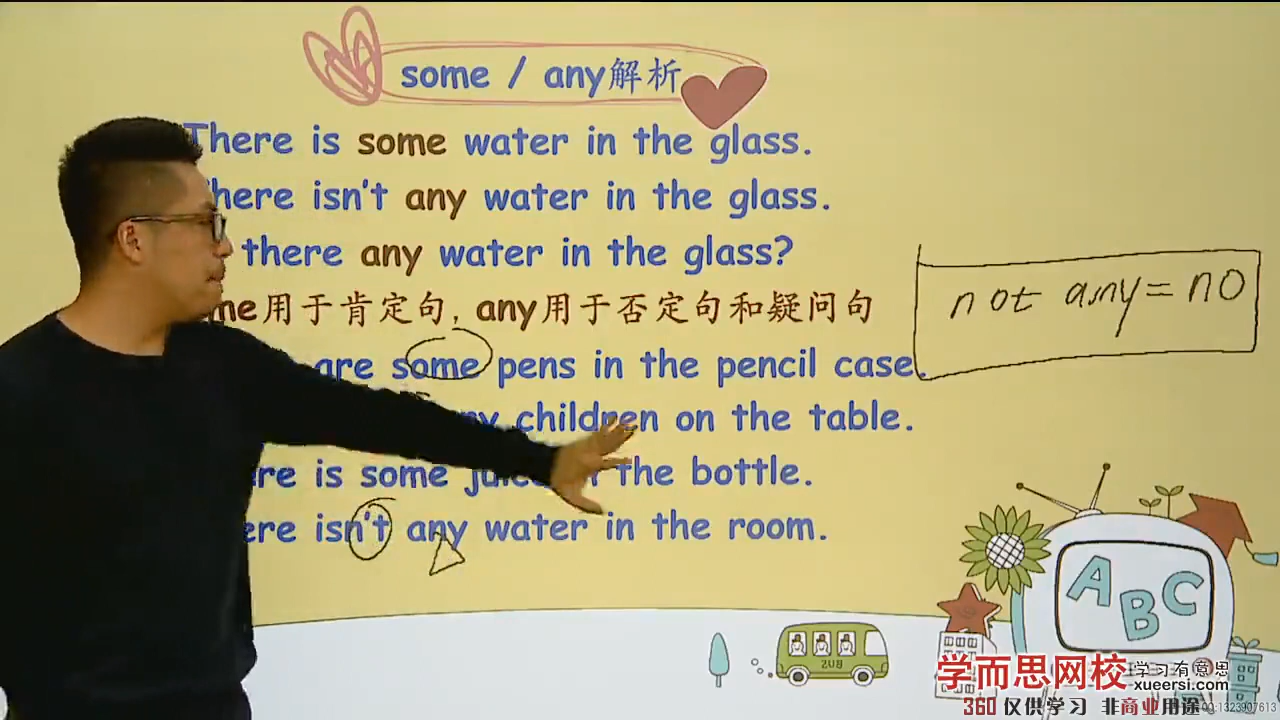 some / any解析
There is some water in the glass.
here isn't any water in the glass.
there any water in the glass?
me用于肯定句, any用于否定句和疑问句
not any = no
are some pens in the pencil case.
ny children on the table.
re is some the bottle.
ere isn't any water in the room.
ABC
学而思网校
学习有意思
xueersi.com
360 仅供学习 非商业用途